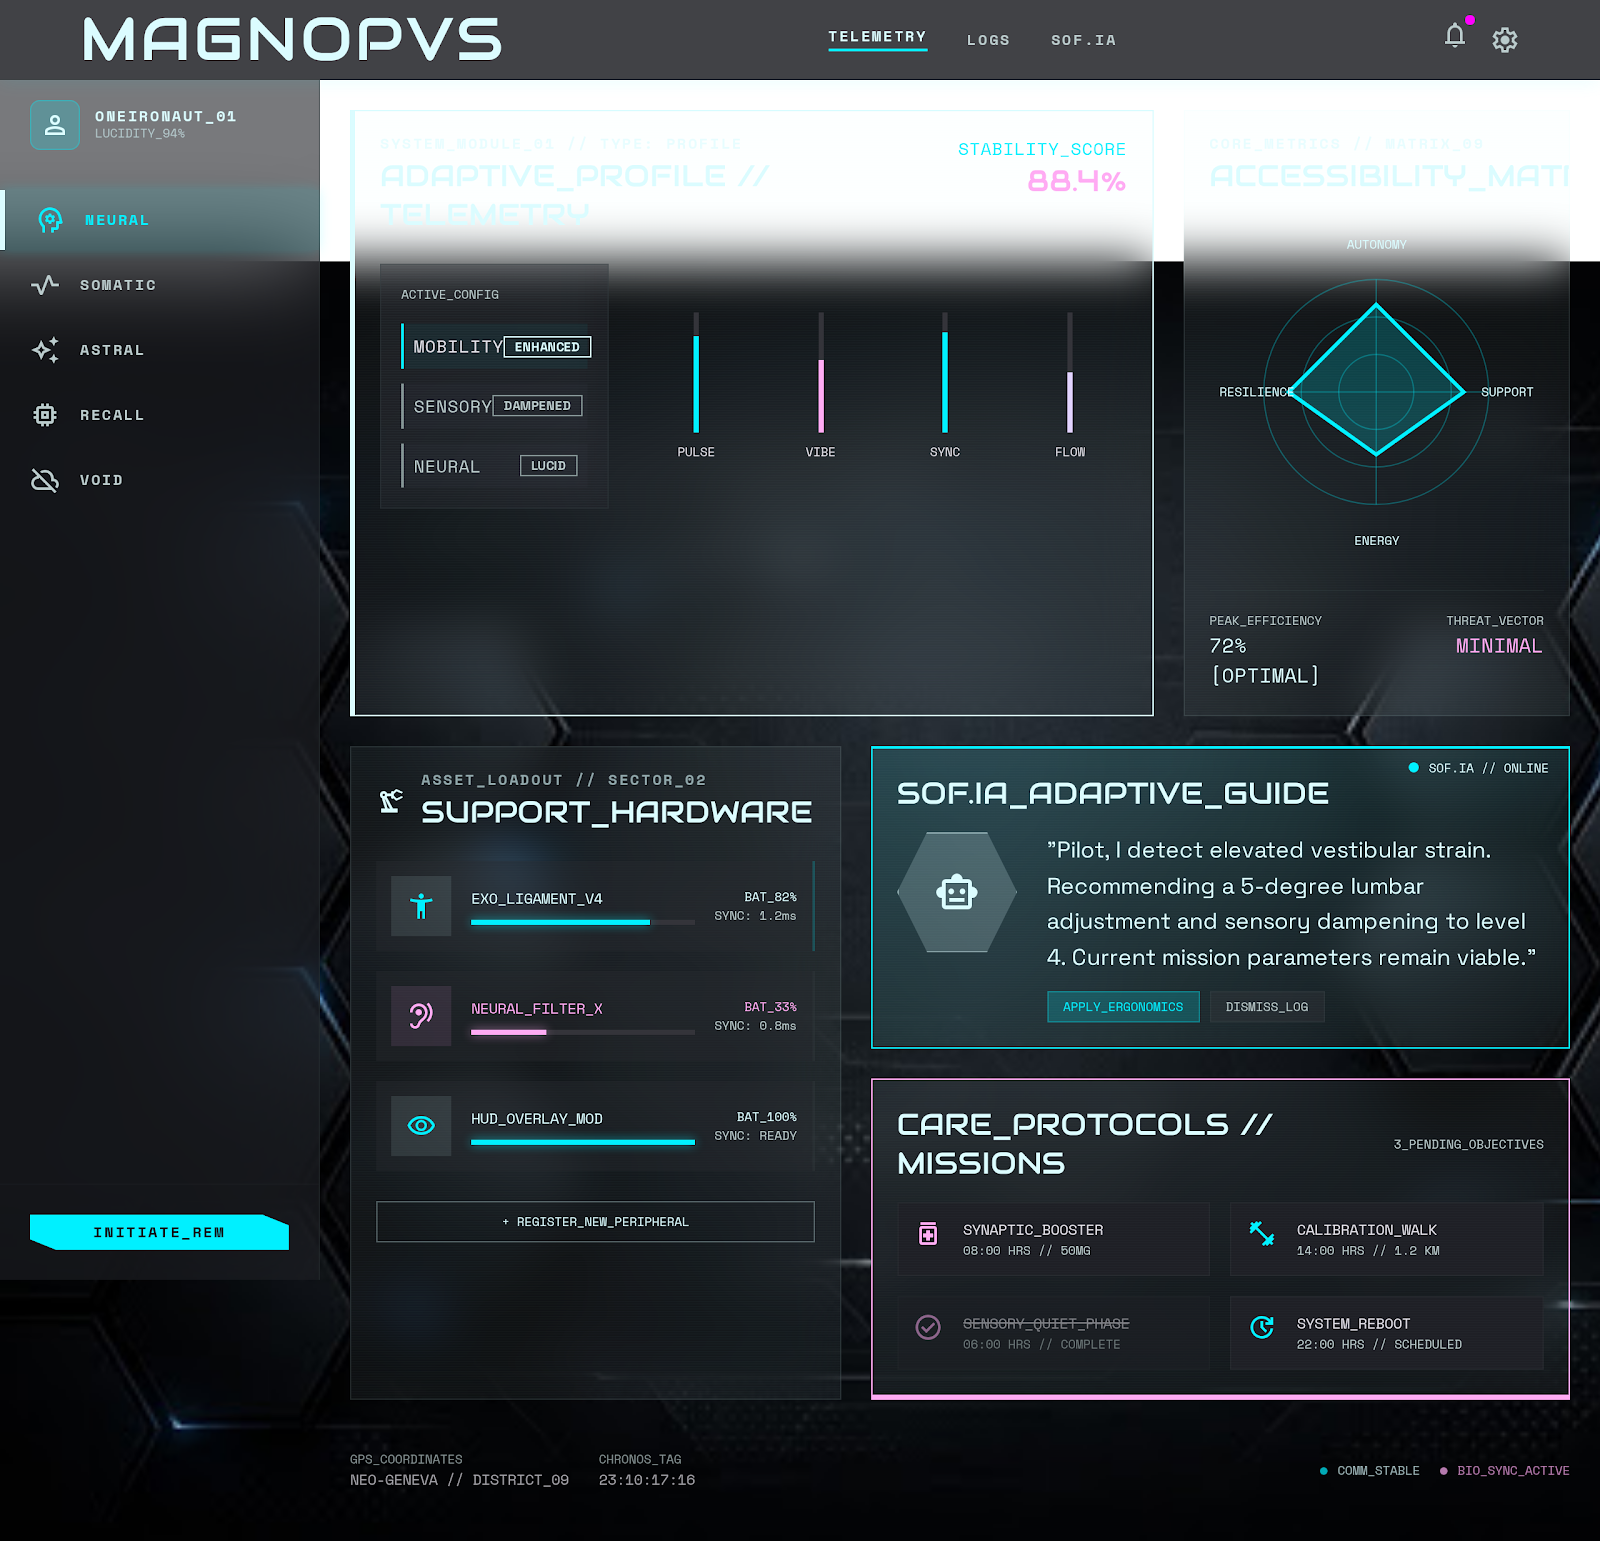 MAGNOPVS
TELEMETRY
LOGS
SOF.IA
ONEIRONAUT_01
LUCIDITY_94%
NEURAL
SOMATIC
ASTRAL
RECALL
VOID
INITIATE_REM
SYSTEM_MODULE_01 // TYPE: PROFILE
ADAPTIVE_PROFILE //
TELEMETRY
STABILITY_SCORE
88.4%
ACTIVE_CONFIG
MOBILITY ENHANCED
SENSORY DAMPENED
NEURAL LUCID
PULSE
VIBE
SYNC
FLOW
CORE_METRICS // MATRIX_09
ACCESSIBILITY_MATI
AUTONOMY
RESILIENCE
SUPPORT
ENERGY
PEAK_EFFICIENCY
72%
[OPTIMAL]
THREAT_VECTOR
MINIMAL
ASSET_LOADOUT // SECTOR_02
SUPPORT_HARDWARE
EXO_LIGAMENT_V4
BAT_82%
SYNC: 1.2ms
NEURAL_FILTER_X
BAT_33%
SYNC: 0.8ms
HUD_OVERLAY_MOD
BAT_100%
SYNC: READY
+ REGISTER_NEW_PERIPHERAL
SOF.IA // ONLINE
SOF.IA_ADAPTIVE_GUIDE
"Pilot, I detect elevated vestibular strain.
Recommending a 5-degree lumbar
adjustment and sensory dampening to level
4. Current mission parameters remain viable."
APPLY_ERGONOMICS
DISMISS_LOG
CARE_PROTOCOLS //
MISSIONS
3_PENDING_OBJECTIVES
SYNAPTIC_BOOSTER
08:00 HRS // 50MG
CALIBRATION_WALK
14:00 HRS // 1.2 KM
SENSORY_QUIET_PHASE
06:00 HRS // COMPLETE
SYSTEM_REBOOT
22:00 HRS // SCHEDULED
GPS_COORDINATES
NEO-GENEVA // DISTRICT_09
CHRONOS_TAG
23:10:17:16
COMM_STABLE
BIO_SYNC_ACTIVE